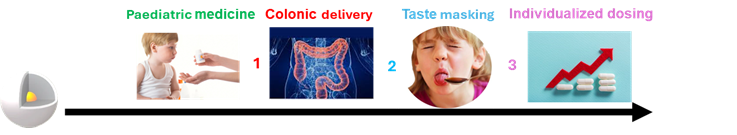 Paediatric medicine
Colonic delivery
Taste masking
Individualized dosing
1
2
3